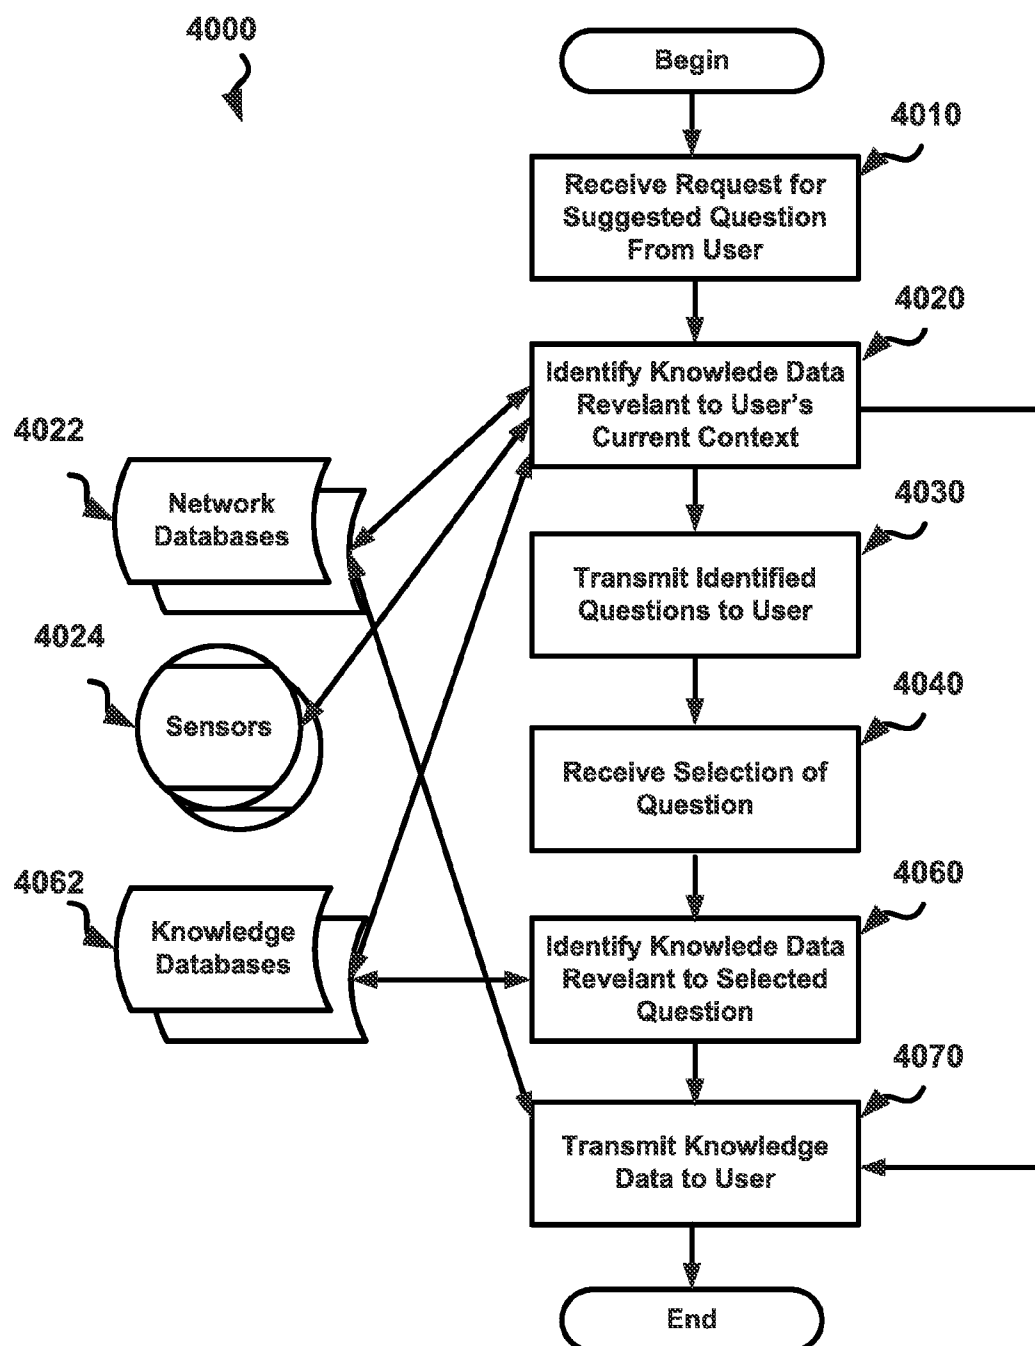 4000
Begin
4010
Receive Request for
Suggested Question
From User
4020
Identify Knowlede Data
Revelant to User's
Current Context
4022
Network
Databases
4030
Transmit Identified
Questions to User
4024
Sensors
4040
Receive Selection of
Question
4062
Knowledge
Databases
4060
Identify Knowlede Data
Revelant to Selected
Question
4070
Transmit Knowledge
Data to User
End